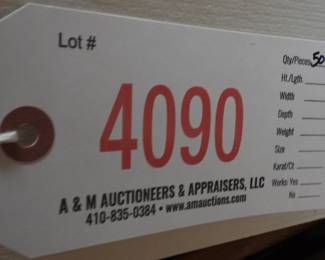 Lot #
4090
A & M AUCTIONEERS & APPRAISERS, LLC
410-835-0384 • www.amauctions.com
Qty/Pieces 50
Ht./Lgth.
Width
Depth
Weight
Size
Karat/Ct.
Works: Yes
No